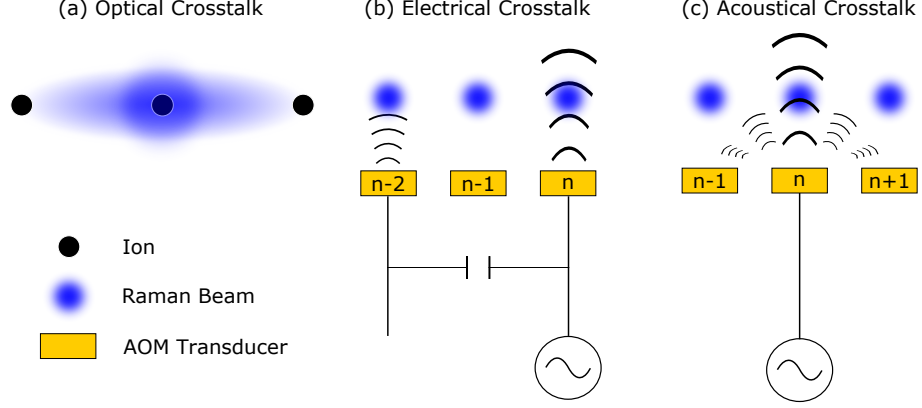 (a) Optical Crosstalk
(b) Electrical Crosstalk
(c) Acoustical Crosstalk
n-2
n-1
n
n-1
n
n+1
Ion
Raman Beam
AOM Transducer